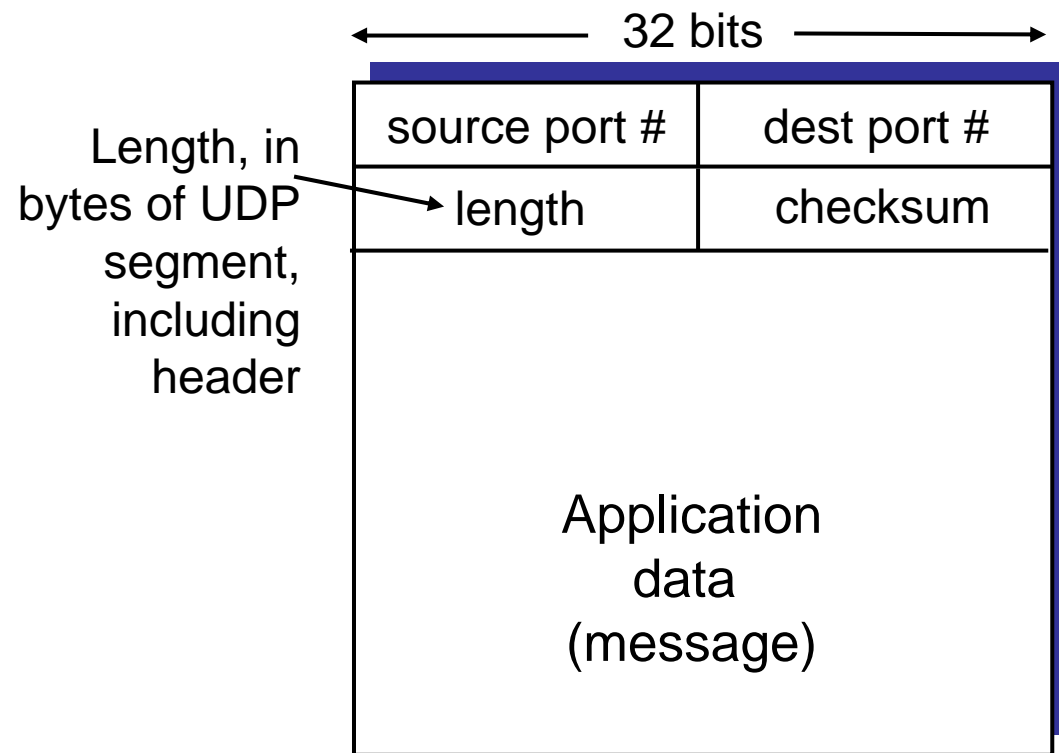 32 bits
source port #
dest port #
Length, in
bytes of UDP
segment,
including
header
length
checksum
Application
data
(message)